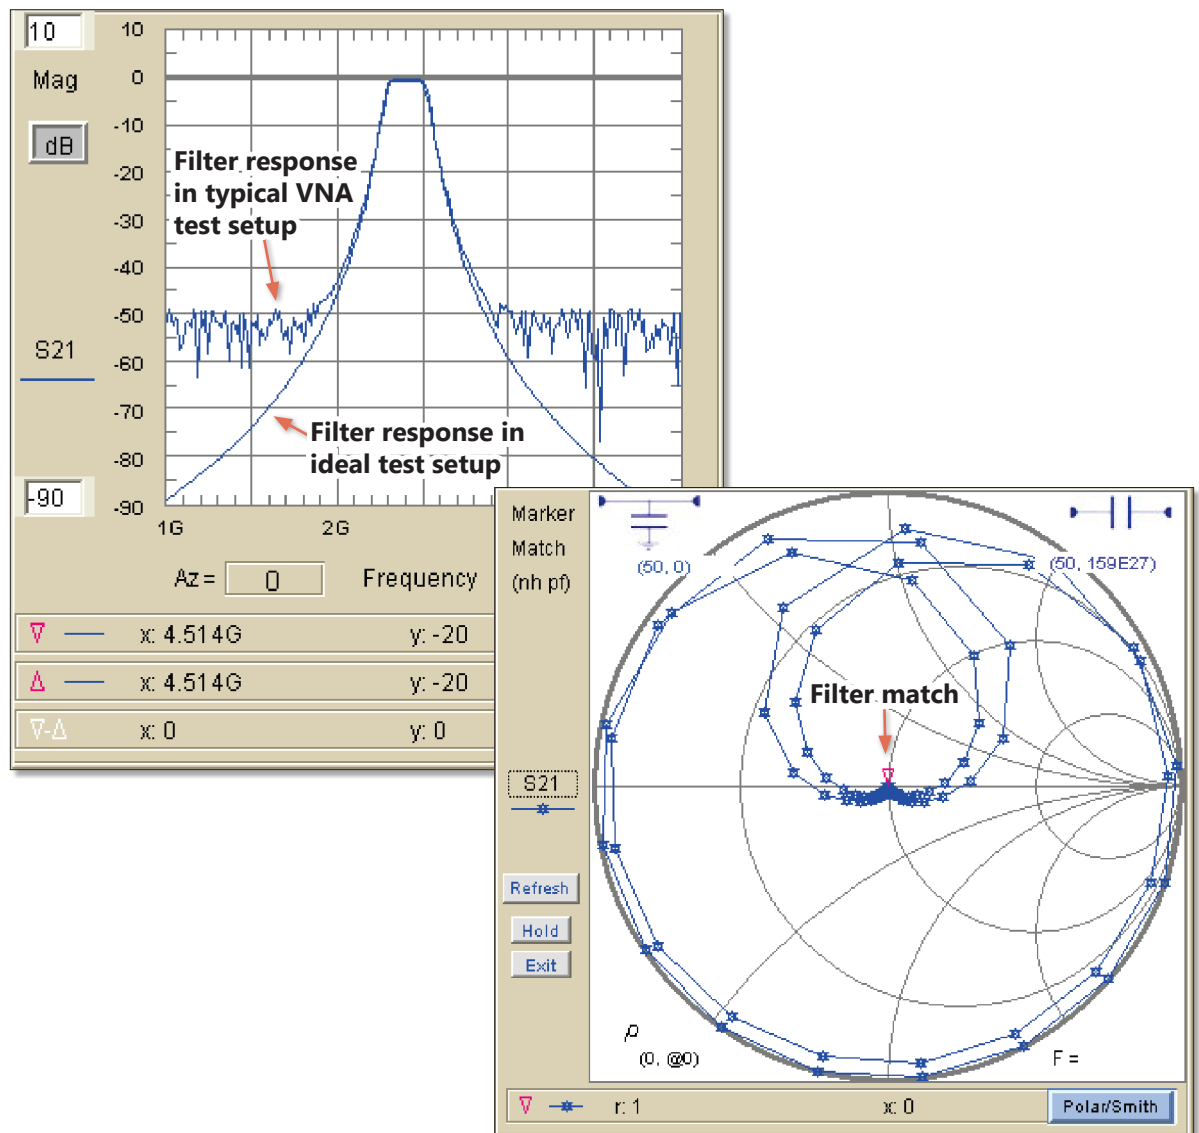 10
Mag
dB
S21
-90
10
0
-10
-20
-30
-40
-50
-60
-70
-80
-90
Filter response
in typical VNA
test setup
Filter response in
ideal test setup
1G
2G
Az =
0
Frequency
x: 4.514G
y: -20
x: 4.514G
y: -20
∇-Δ
x: 0
y: 0
Marker
Match
(nh pf)
(50, 0)
(50, 159E27)
Filter match
S21
Refresh
Hold
Exit
ρ
(0, @0)
F =
r: 1
x: 0
Polar/Smith